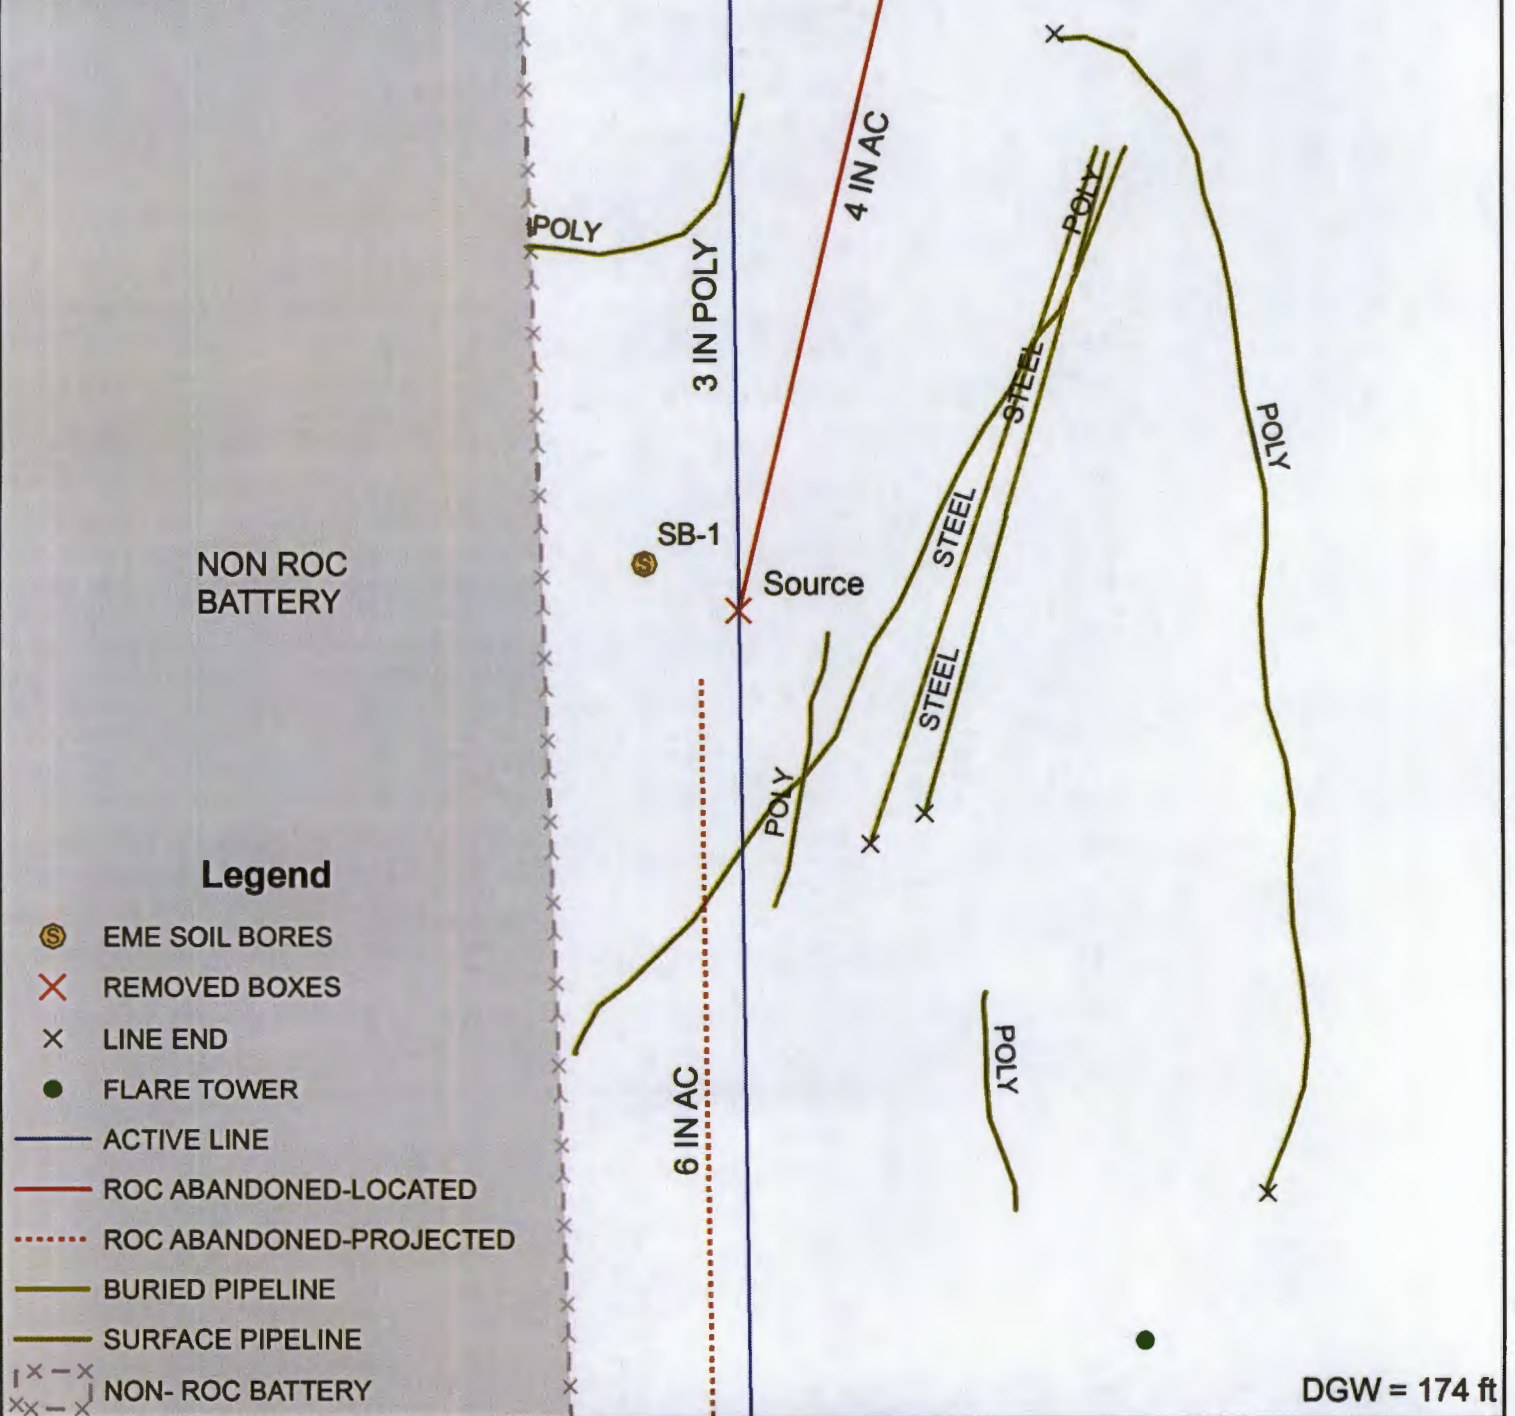 4 IN AC
POLY
POLY
3 IN POLY
STEEL
POLY
STEEL
SB-1
S
Source
NON ROC
BATTERY
STEEL
POLY
Legend
S EME SOIL BORES
REMOVED BOXES
LINE END
POLY
6 IN AC
FLARE TOWER
ACTIVE LINE
ROC ABANDONED-LOCATED
ROC ABANDONED-PROJECTED
BURIED PIPELINE
SURFACE PIPELINE
NON- ROC BATTERY
DGW = 174 ft